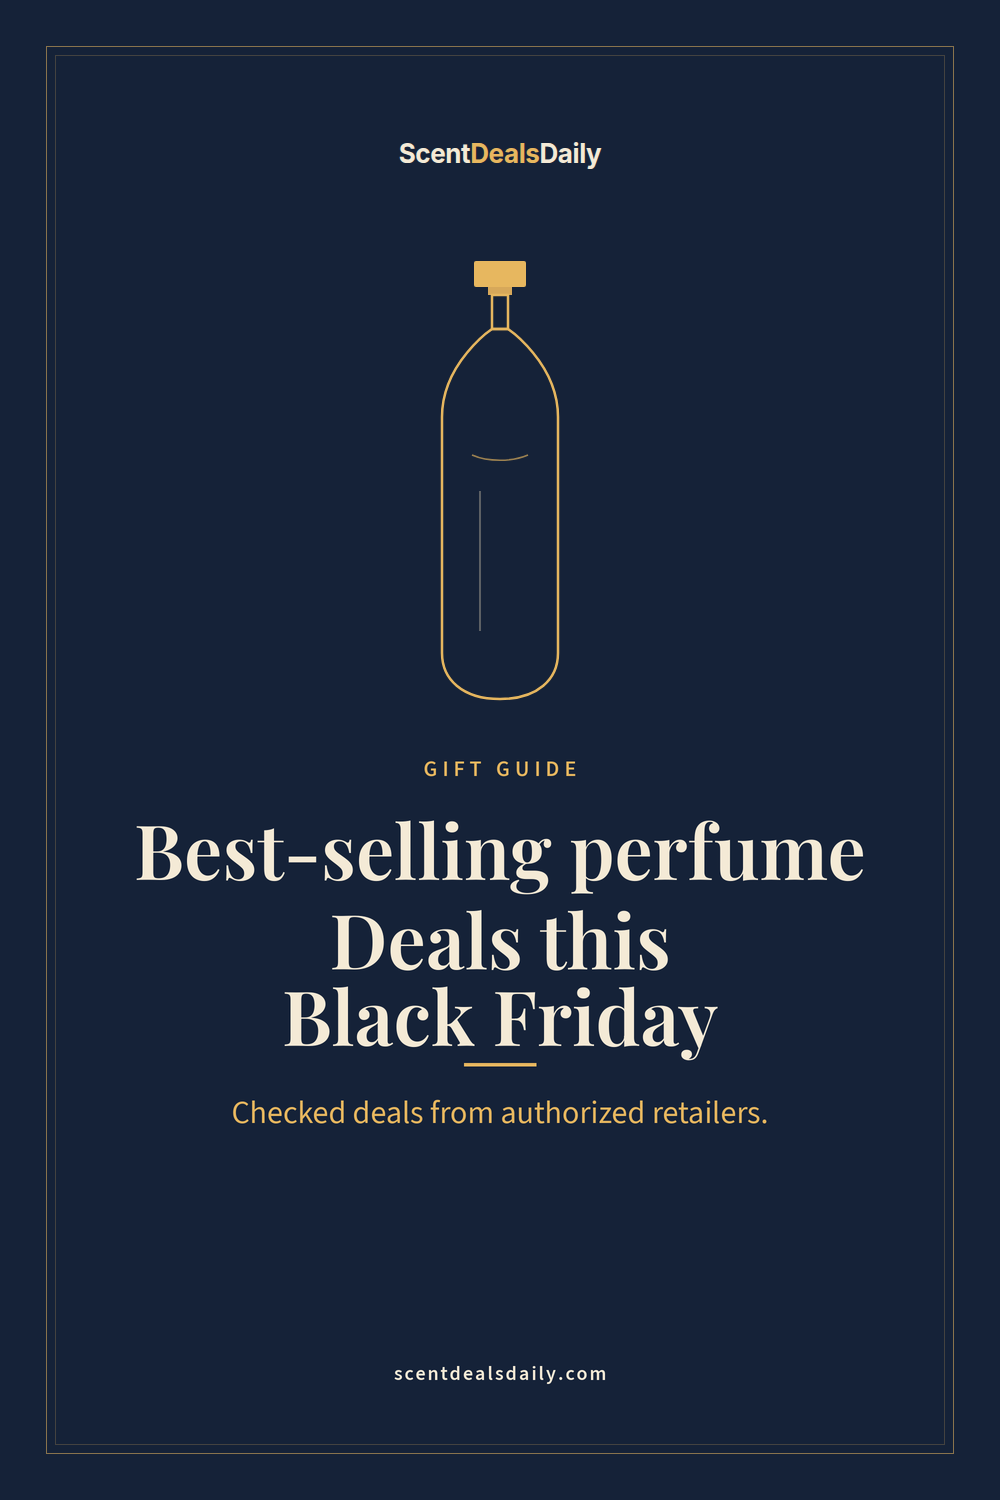 ScentDealsDaily
GIFT GUIDE
Best-selling perfume
Deals this
Black Friday
Checked deals from authorized retailers.
scentdealsdaily.com